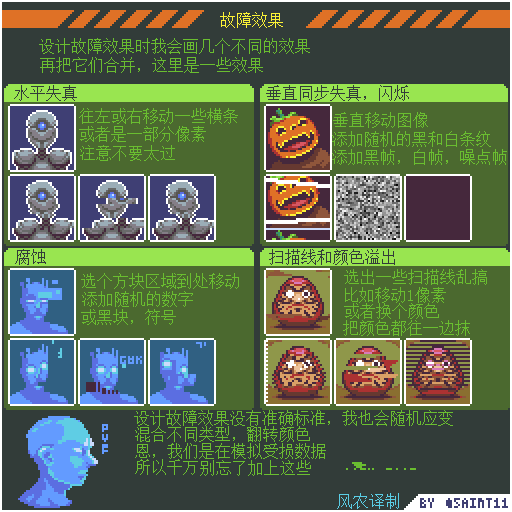 故障效果
设计故障效果时我会画几个不同的效果
再把它们合并，这里是一些效果
水平失真
往左或右移动一些横条
或者是一部分像素
注意不要太过
垂直同步失真，闪烁
垂直移动图像
添加随机的黑和白条纹
添加黑帧，白帧，噪点帧
腐蚀
选个方块区域到处移动
添加随机的数字
或黑块，符号
扫描线和颜色溢出
选出一些扫描线乱搞
比如移动1像素
或者换个颜色
把颜色都往一边抹
设计故障效果没有准确标准，我也会随机应变
混合不同类型，翻转颜色
恩，我们是在模拟受损数据
所以千万别忘了加上这些
风农译制
BY @SAINT11